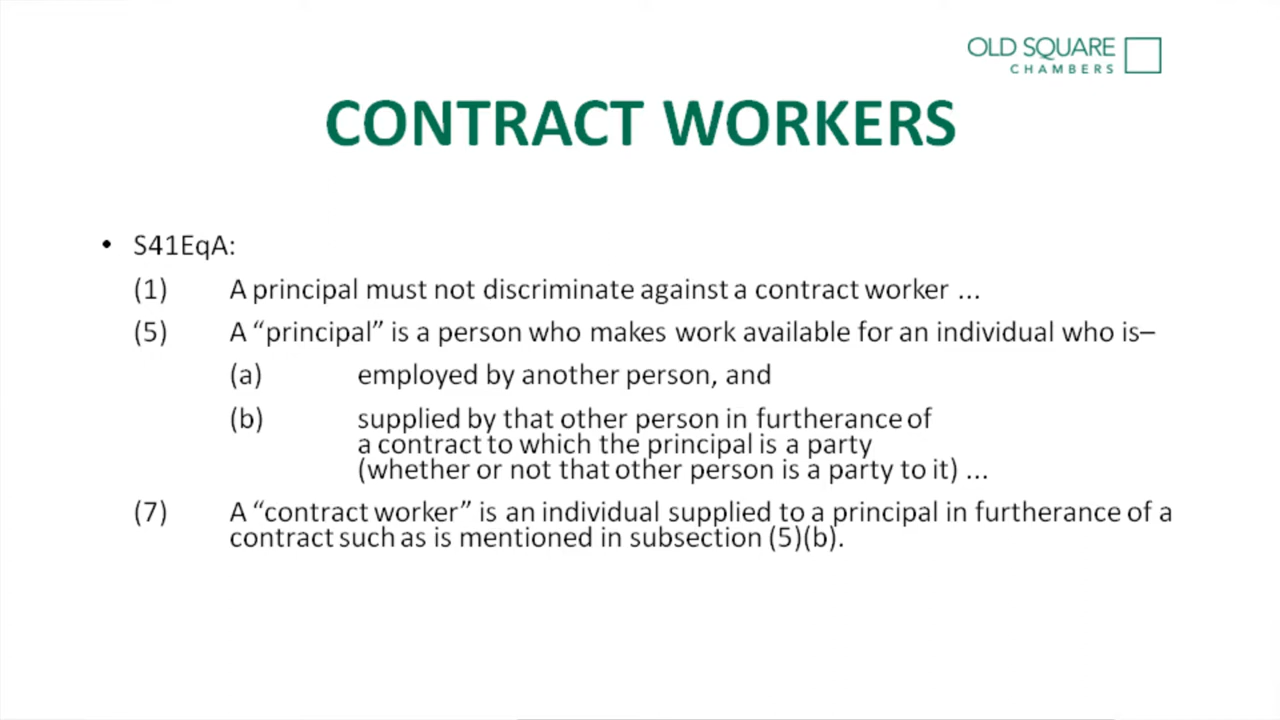 OLD SQUARE
CHAMBERS
CONTRACT WORKERS
• S41EqA:
(1) A principal must not discriminate against a contract worker ...
(5) A “principal” is a person who makes work available for an individual who is–
(a) employed by another person, and
(b) supplied by that other person in furtherance of
a contract to which the principal is a party
(whether or not that other person is a party to it) ...
(7) A “contract worker” is an individual supplied to a principal in furtherance of a
contract such as is mentioned in subsection (5)(b).